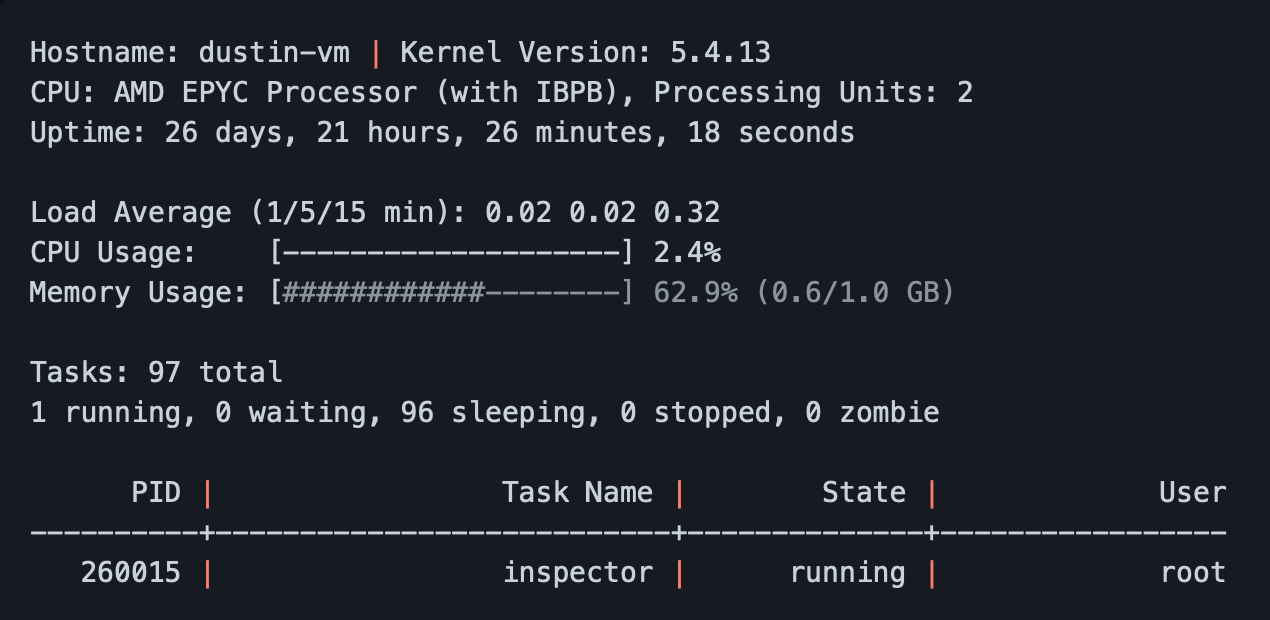 Hostname: dustin-vm | Kernel Version: 5.4.13
CPU: AMD EPYC Processor (with IBPB), Processing Units: 2
Uptime: 26 days, 21 hours, 26 minutes, 18 seconds
Load Average (1/5/15 min): 0.02 0.02 0.32
CPU Usage:    [--------------------] 2.4%
Memory Usage: [############--------] 62.9% (0.6/1.0 GB)
Tasks: 97 total
1 running, 0 waiting, 96 sleeping, 0 stopped, 0 zombie
      PID |                 Task Name |        State |             User
----------+---------------------------+--------------+-----------------
   260015 |                 inspector |      running |             root